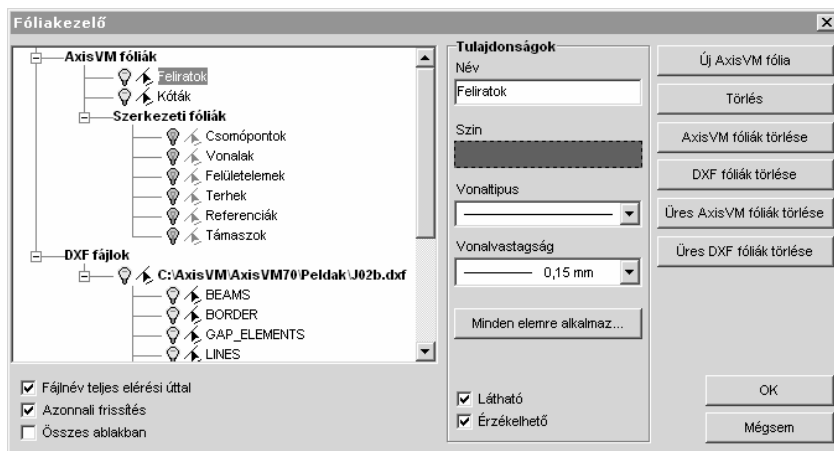 Fóliakezelő
AxisVM fóliák
Feliratok
Kóták
Szerkezeti fóliák
Csomópontok
Vonalak
Felületelemek
Terhek
Referenciák
Támaszok
DXF fájlok
C:\AxisVM\AxisVM70\Peldak\J02b.dxf
BEAMS
BORDER
GAP_ELEMENTS
LINES
Fájlnév teljes elérési úttal
Azonnali frissítés
Összes ablakban
Tulajdonságok
Név
Feliratok
Szin
Vonaltipus
Vonalvastagság
0,15 mm
Minden elemre alkalmaz...
Látható
Érzékelhető
Új AxisVM fólia
Törlés
AxisVM fóliák törlése
DXF fóliák törlése
Üres AxisVM fóliák törlése
Üres DXF fóliák törlése
OK
Mégsem